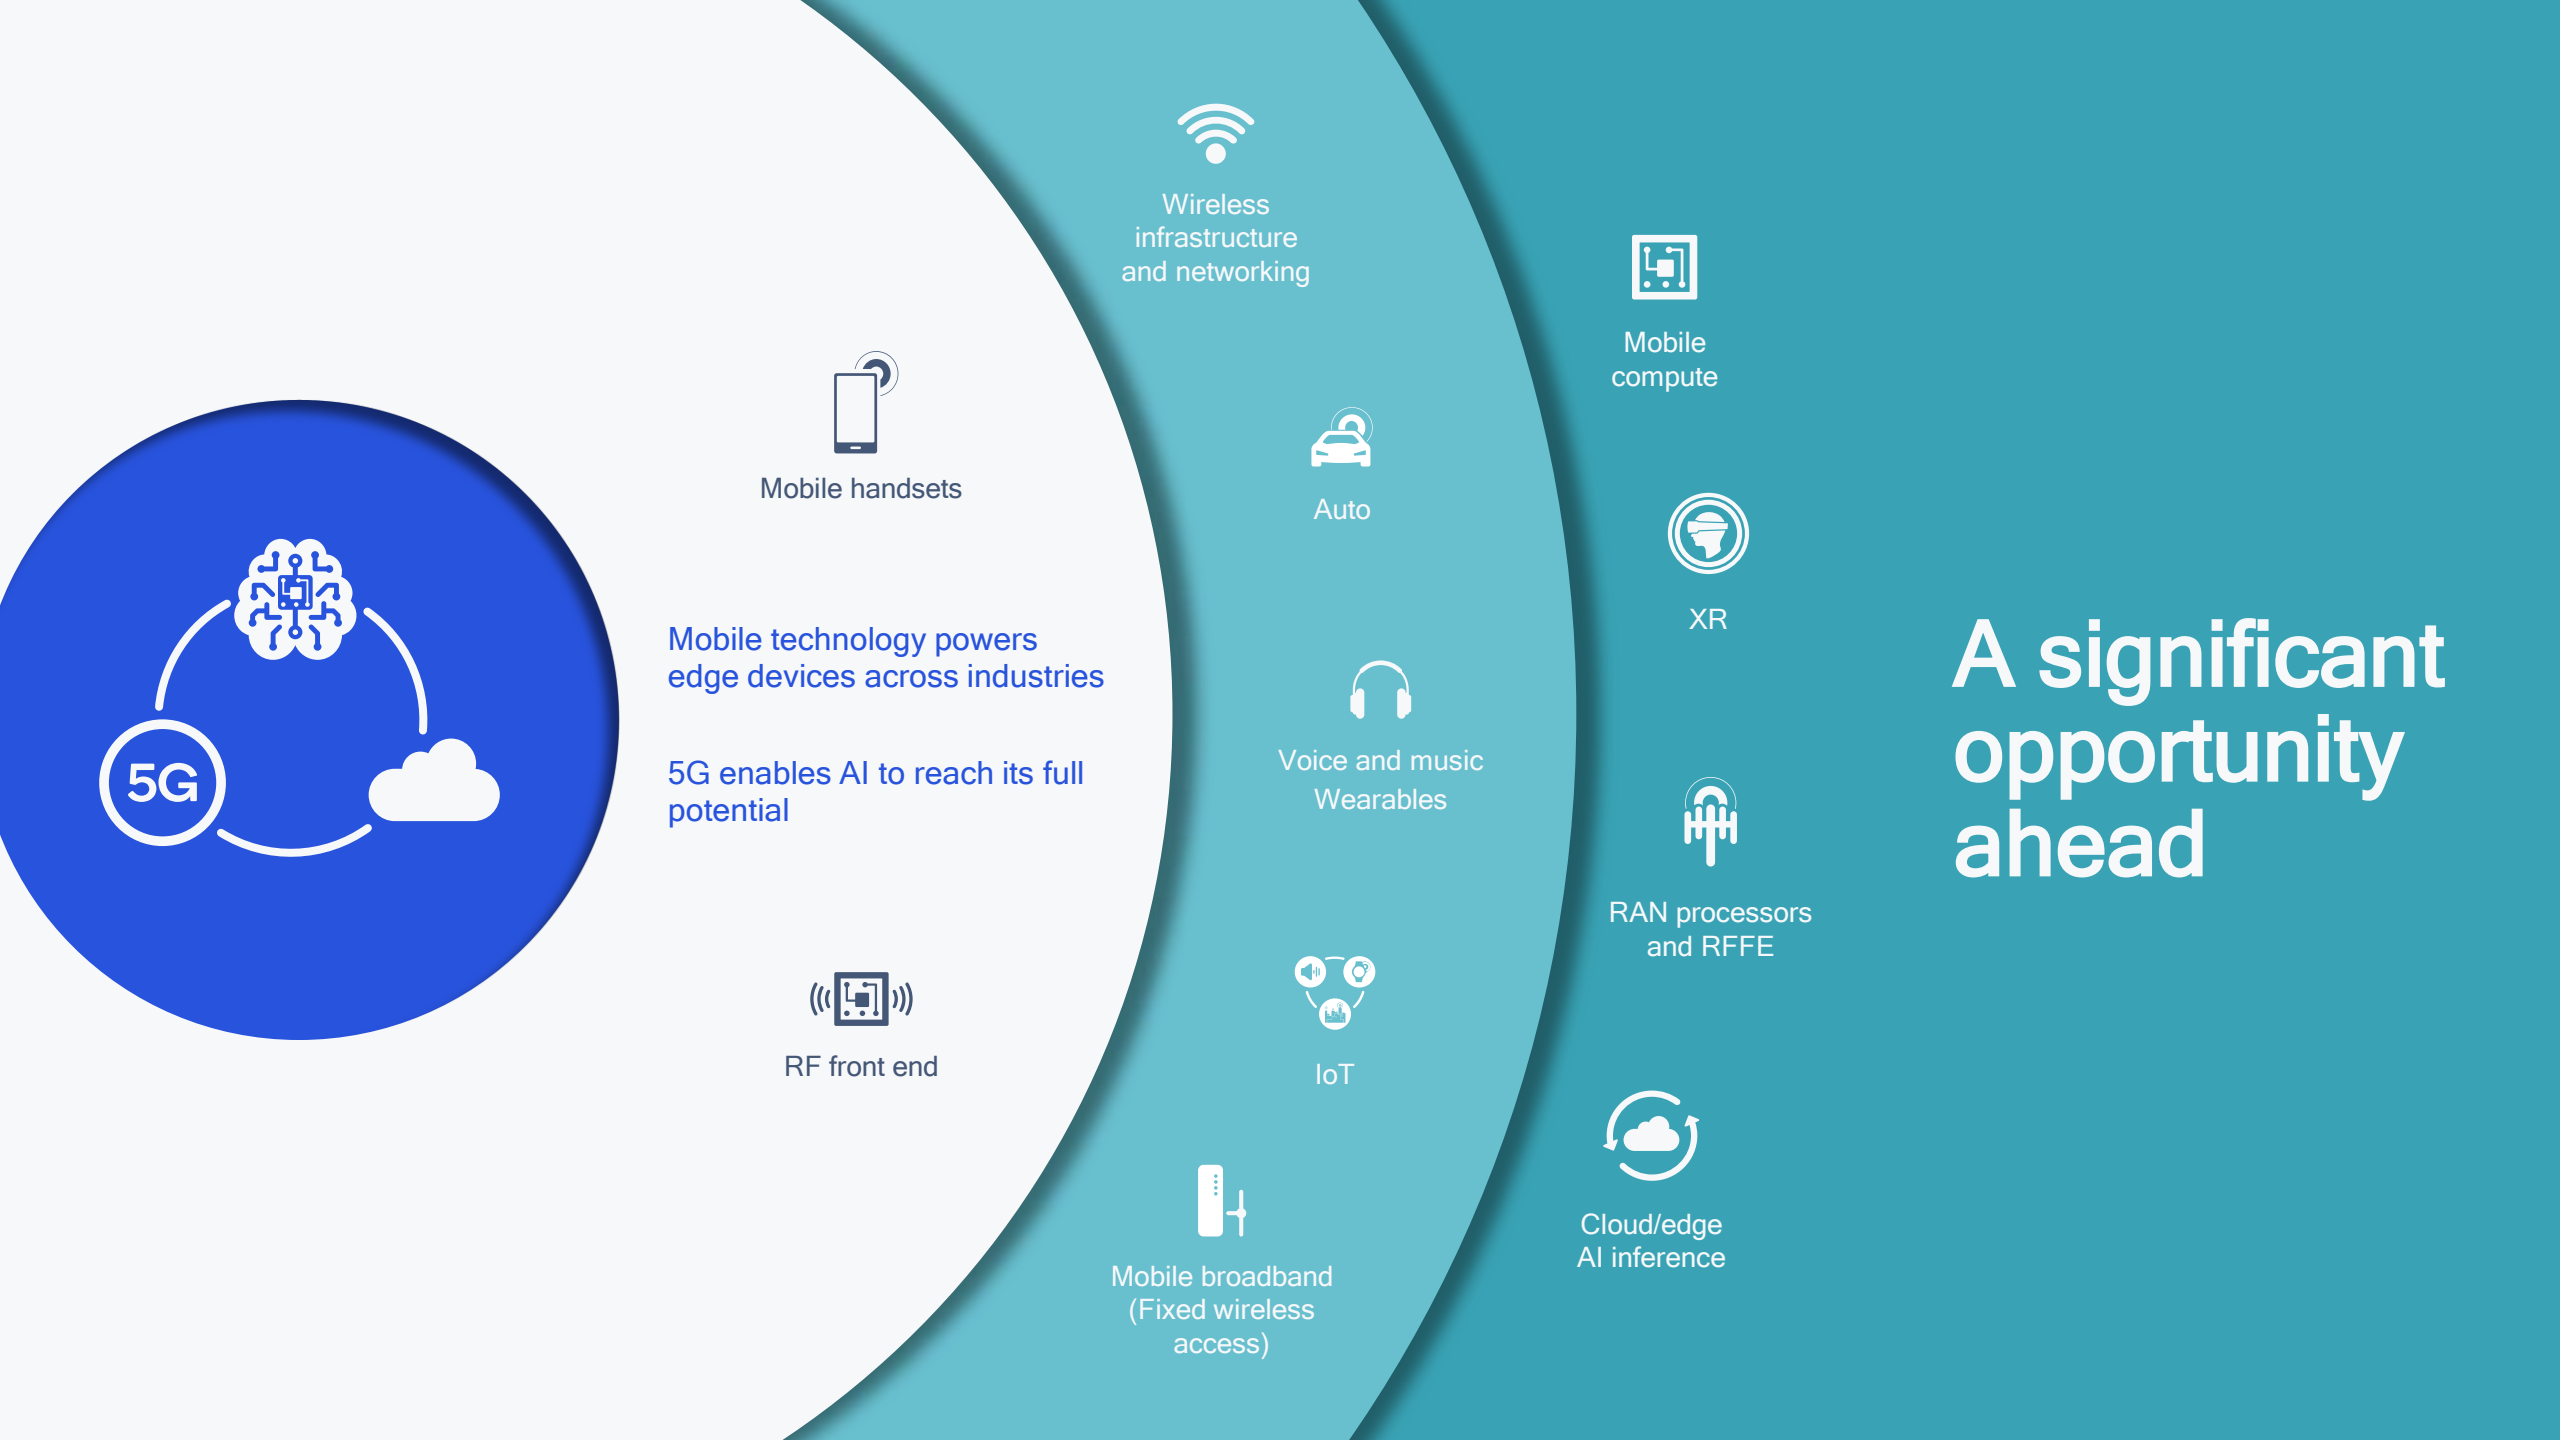 5G
Mobile handsets
Mobile technology powers
edge devices across industries
5G enables AI to reach its full
potential
RF front end
Wireless
infrastructure
and networking
Auto
Voice and music
Wearables
IoT
Mobile broadband
(Fixed wireless
access)
Mobile
compute
XR
RAN processors
and RFFE
Cloud/edge
AI inference
A significant
opportunity
ahead